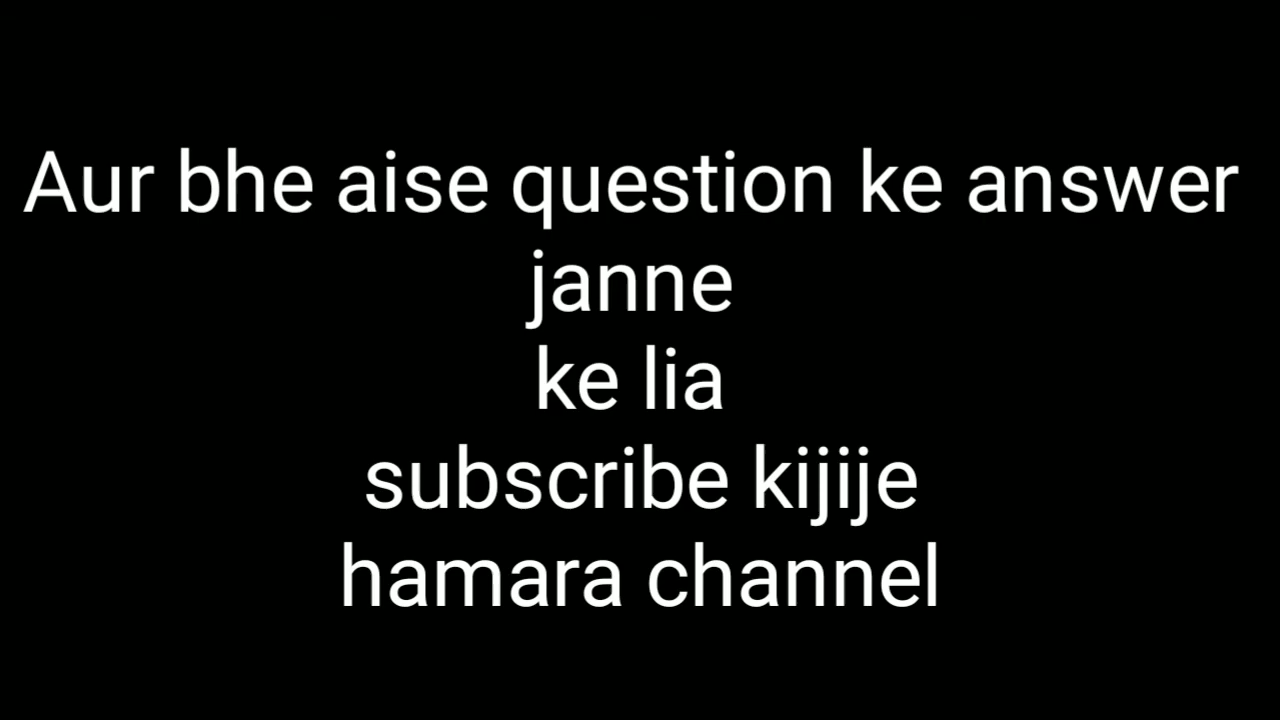 Aur bhe aise question ke answer
janne
ke lia
subscribe kijije
hamara channel